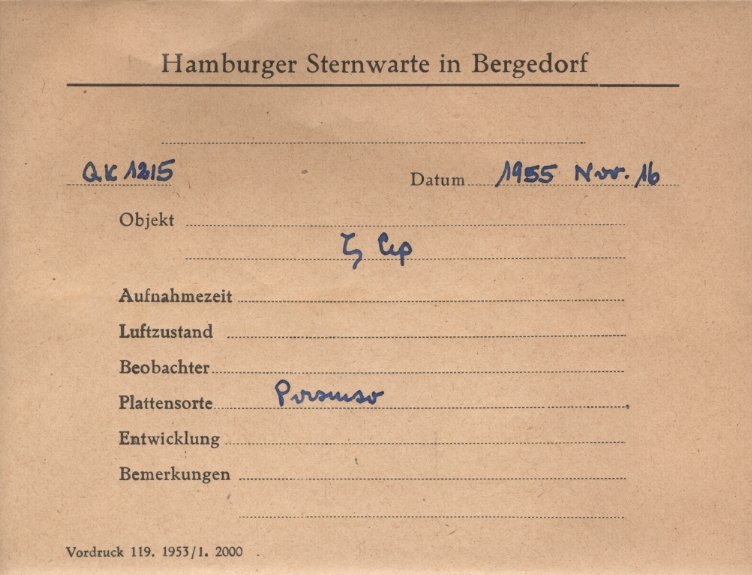 Hamburger Sternwarte in Bergedorf
QK 1215 Datum 1955 Nov. 16
Objekt
ζ Cep
Aufnahmezeit
Luftzustand
Beobachter
Plattensorte
Entwicklung
Bemerkungen
Vordruck 119. 1953/1. 2000